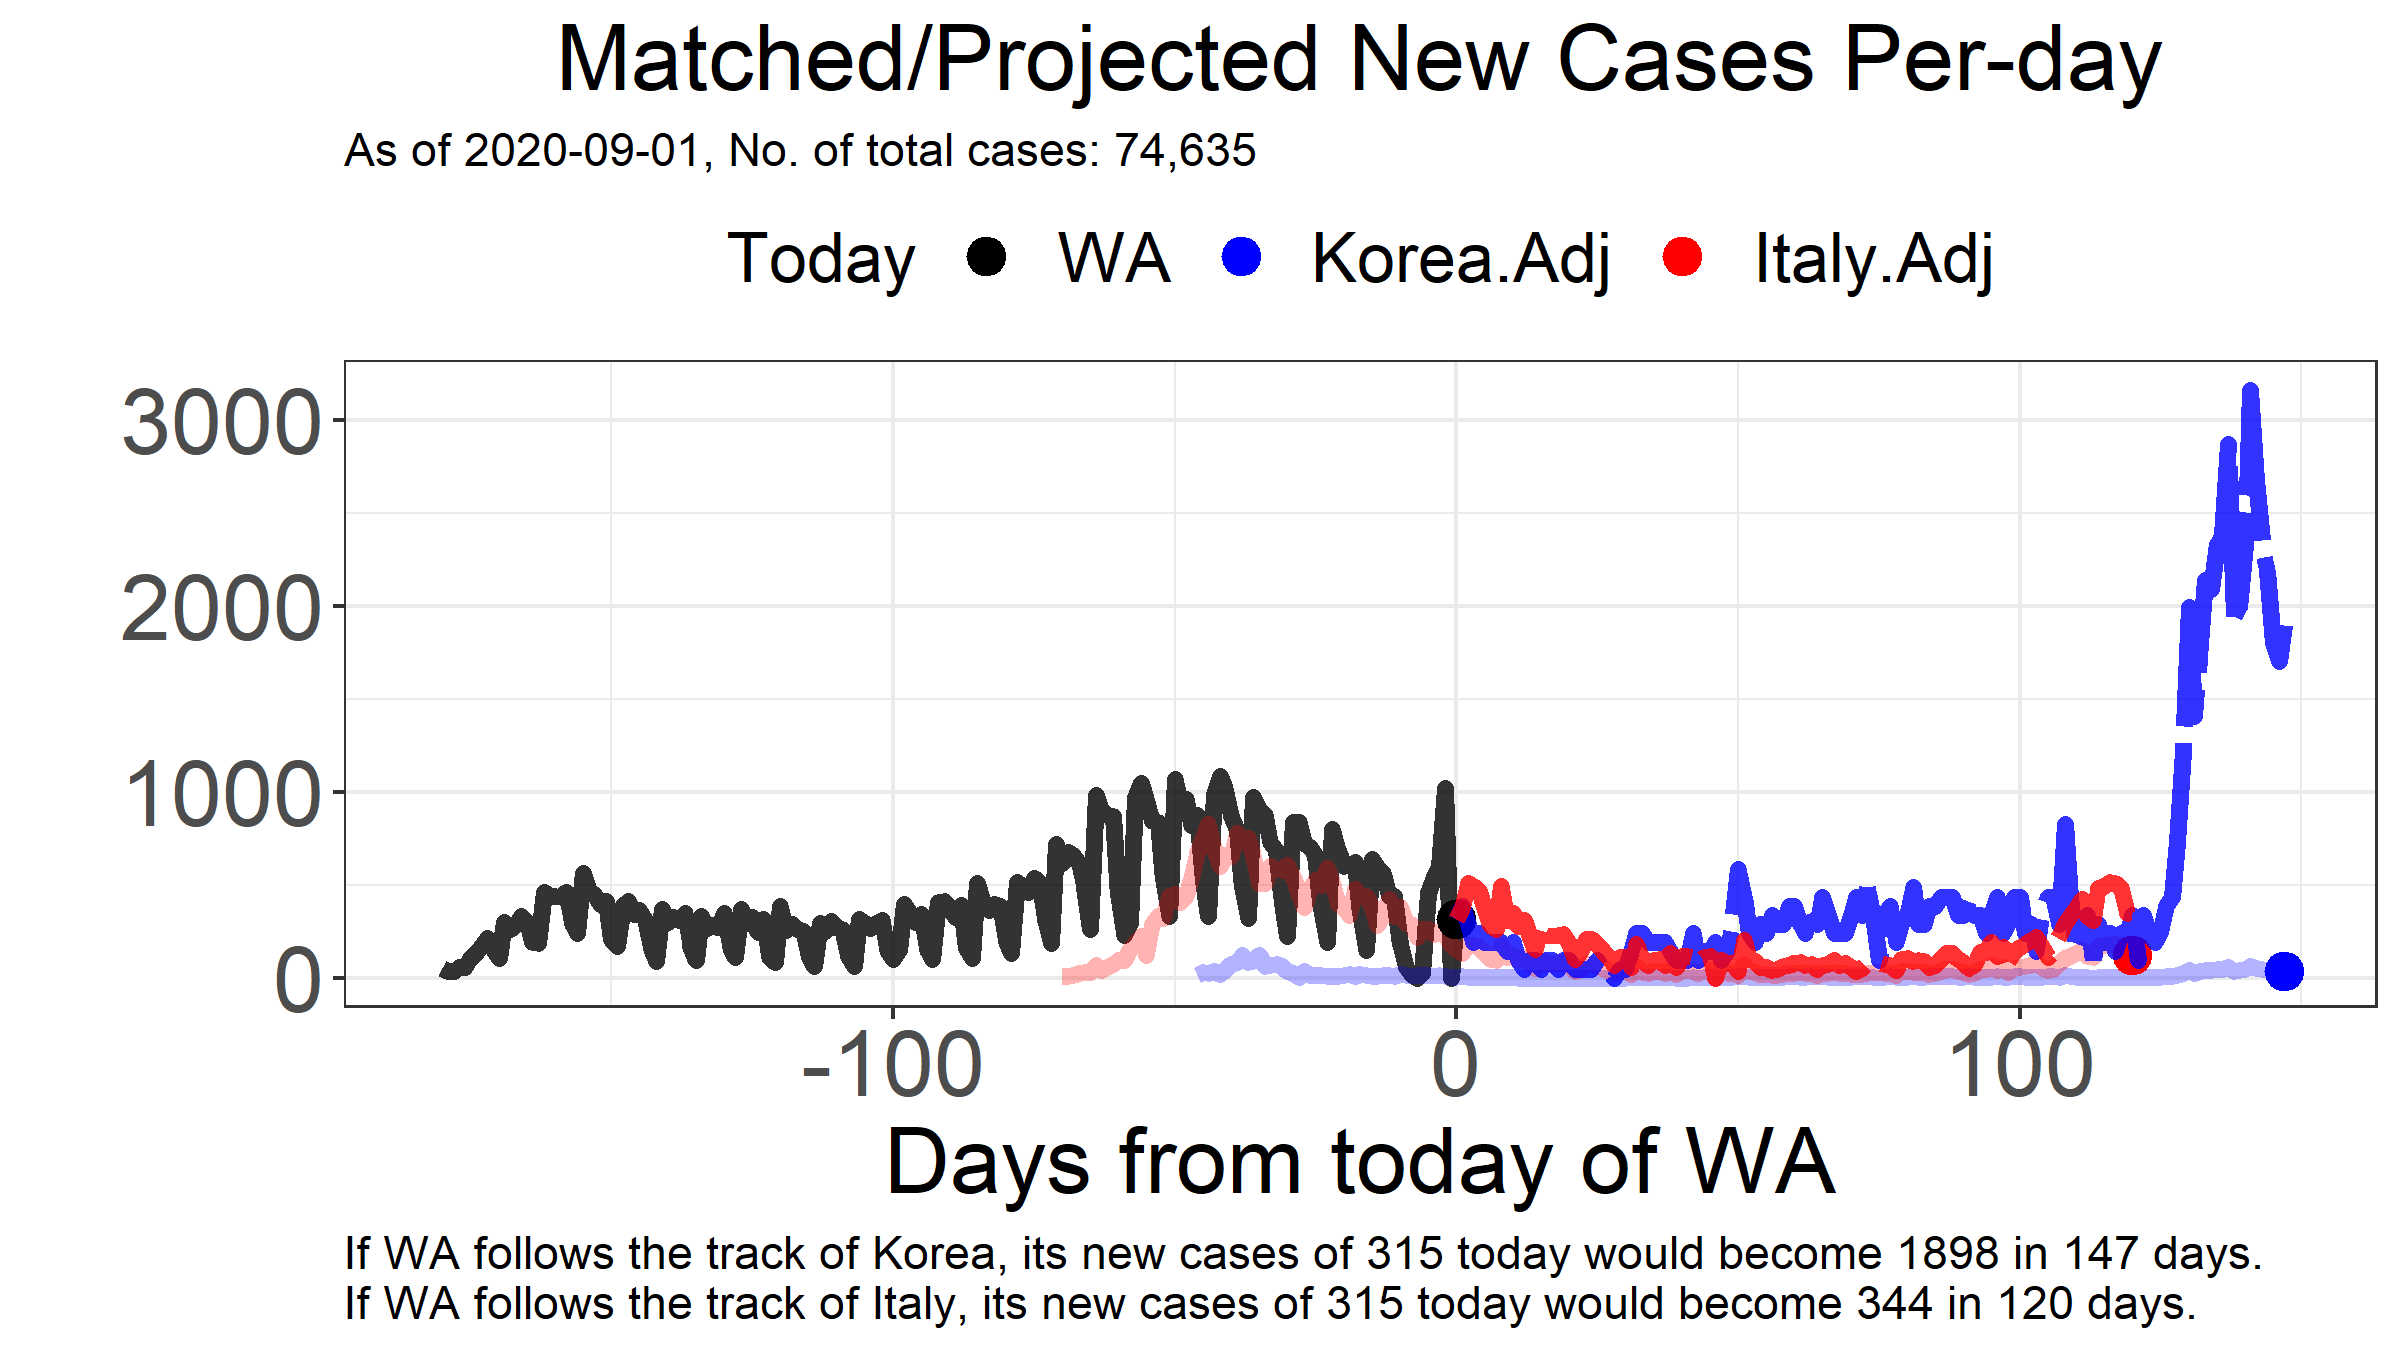 Matched/Projected New Cases Per-day
As of 2020-09-01, No. of total cases: 74,635
Today WA Korea.Adj Italy.Adj
3000
2000
1000
0
-100 0 100
Days from today of WA
If WA follows the track of Korea, its new cases of 315 today would become 1898 in 147 days.
If WA follows the track of Italy, its new cases of 315 today would become 344 in 120 days.